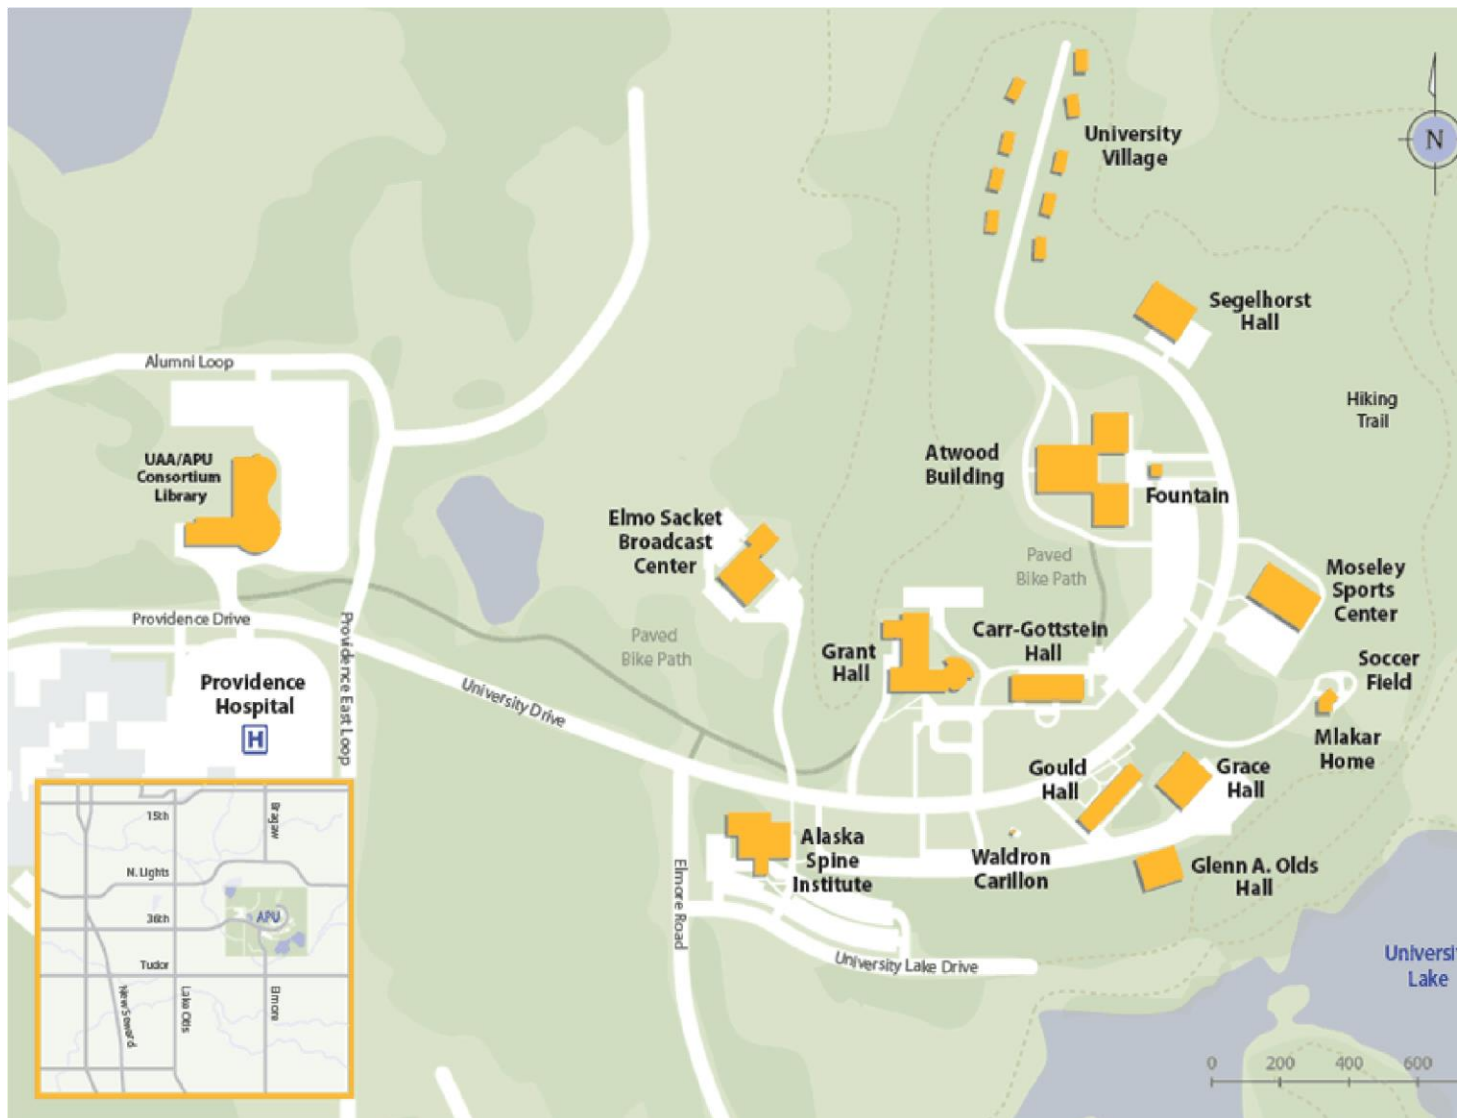 University
Village
N
Segelhorst
Hall
Alumni Loop
Hiking
Trail
UAA/APU
Consortium
Library
Atwood
Building
Fountain
Elmo Sacket
Broadcast
Center
Paved
Bike Path
Moseley
Sports
Center
Providence Drive
Providence East Loop
Paved
Bike Path
Grant
Hall
Carr-Gottstein
Hall
Soccer
Field
Providence
Hospital
H
University Drive
Mlakar
Home
Gould
Hall
Grace
Hall
Alaska
Spine
Institute
Waldron
Carillon
Glenn A. Olds
Hall
Elmore Road
University Lake Drive
Universit
Lake
15th
Bragaw
N. Lights
36th
APU
Tudor
New Seward
Lake Otis
Elmore
0 200 400 600